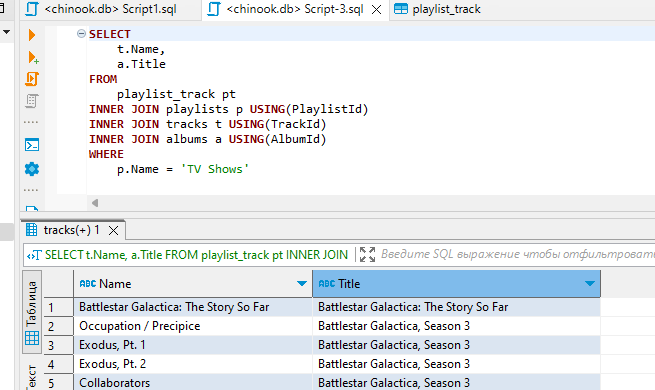 <chinook.db> Script1.sql
<chinook.db> Script-3.sql
playlist_track
SELECT
t.Name,
a.Title
FROM
playlist_track pt
INNER JOIN playlists p USING(PlaylistId)
INNER JOIN tracks t USING(TrackId)
INNER JOIN albums a USING(AlbumId)
WHERE
p.Name = 'TV Shows'
tracks(+) 1
SELECT t.Name, a.Title FROM playlist_track pt INNER JOIN
Введите SQL выражение чтобы отфильтровать
Таблица
ABC Name
ABC Title
1 Battlestar Galactica: The Story So Far Battlestar Galactica: The Story So Far
2 Occupation / Precipice Battlestar Galactica, Season 3
3 Exodus, Pt. 1 Battlestar Galactica, Season 3
4 Exodus, Pt. 2 Battlestar Galactica, Season 3
5 Collaborators Battlestar Galactica, Season 3